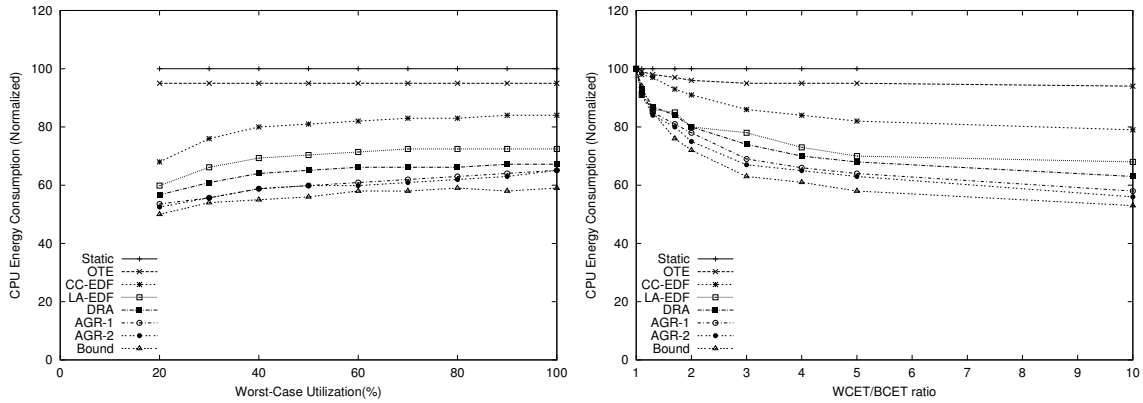 CPU Energy Consumption (Normalized)
120
100
80
60
40
20
0
Static
OTE
CC-EDF
LA-EDF
DRA
AGR-1
AGR-2
Bound
0 20 40 60 80 100
Worst-Case Utilization(%)
CPU Energy Consumption (Normalized)
120
100
80
60
40
20
0
Static
OTE
CC-EDF
LA-EDF
DRA
AGR-1
AGR-2
Bound
1 2 3 4 5 6 7 8 9 10
WCET/BCET ratio